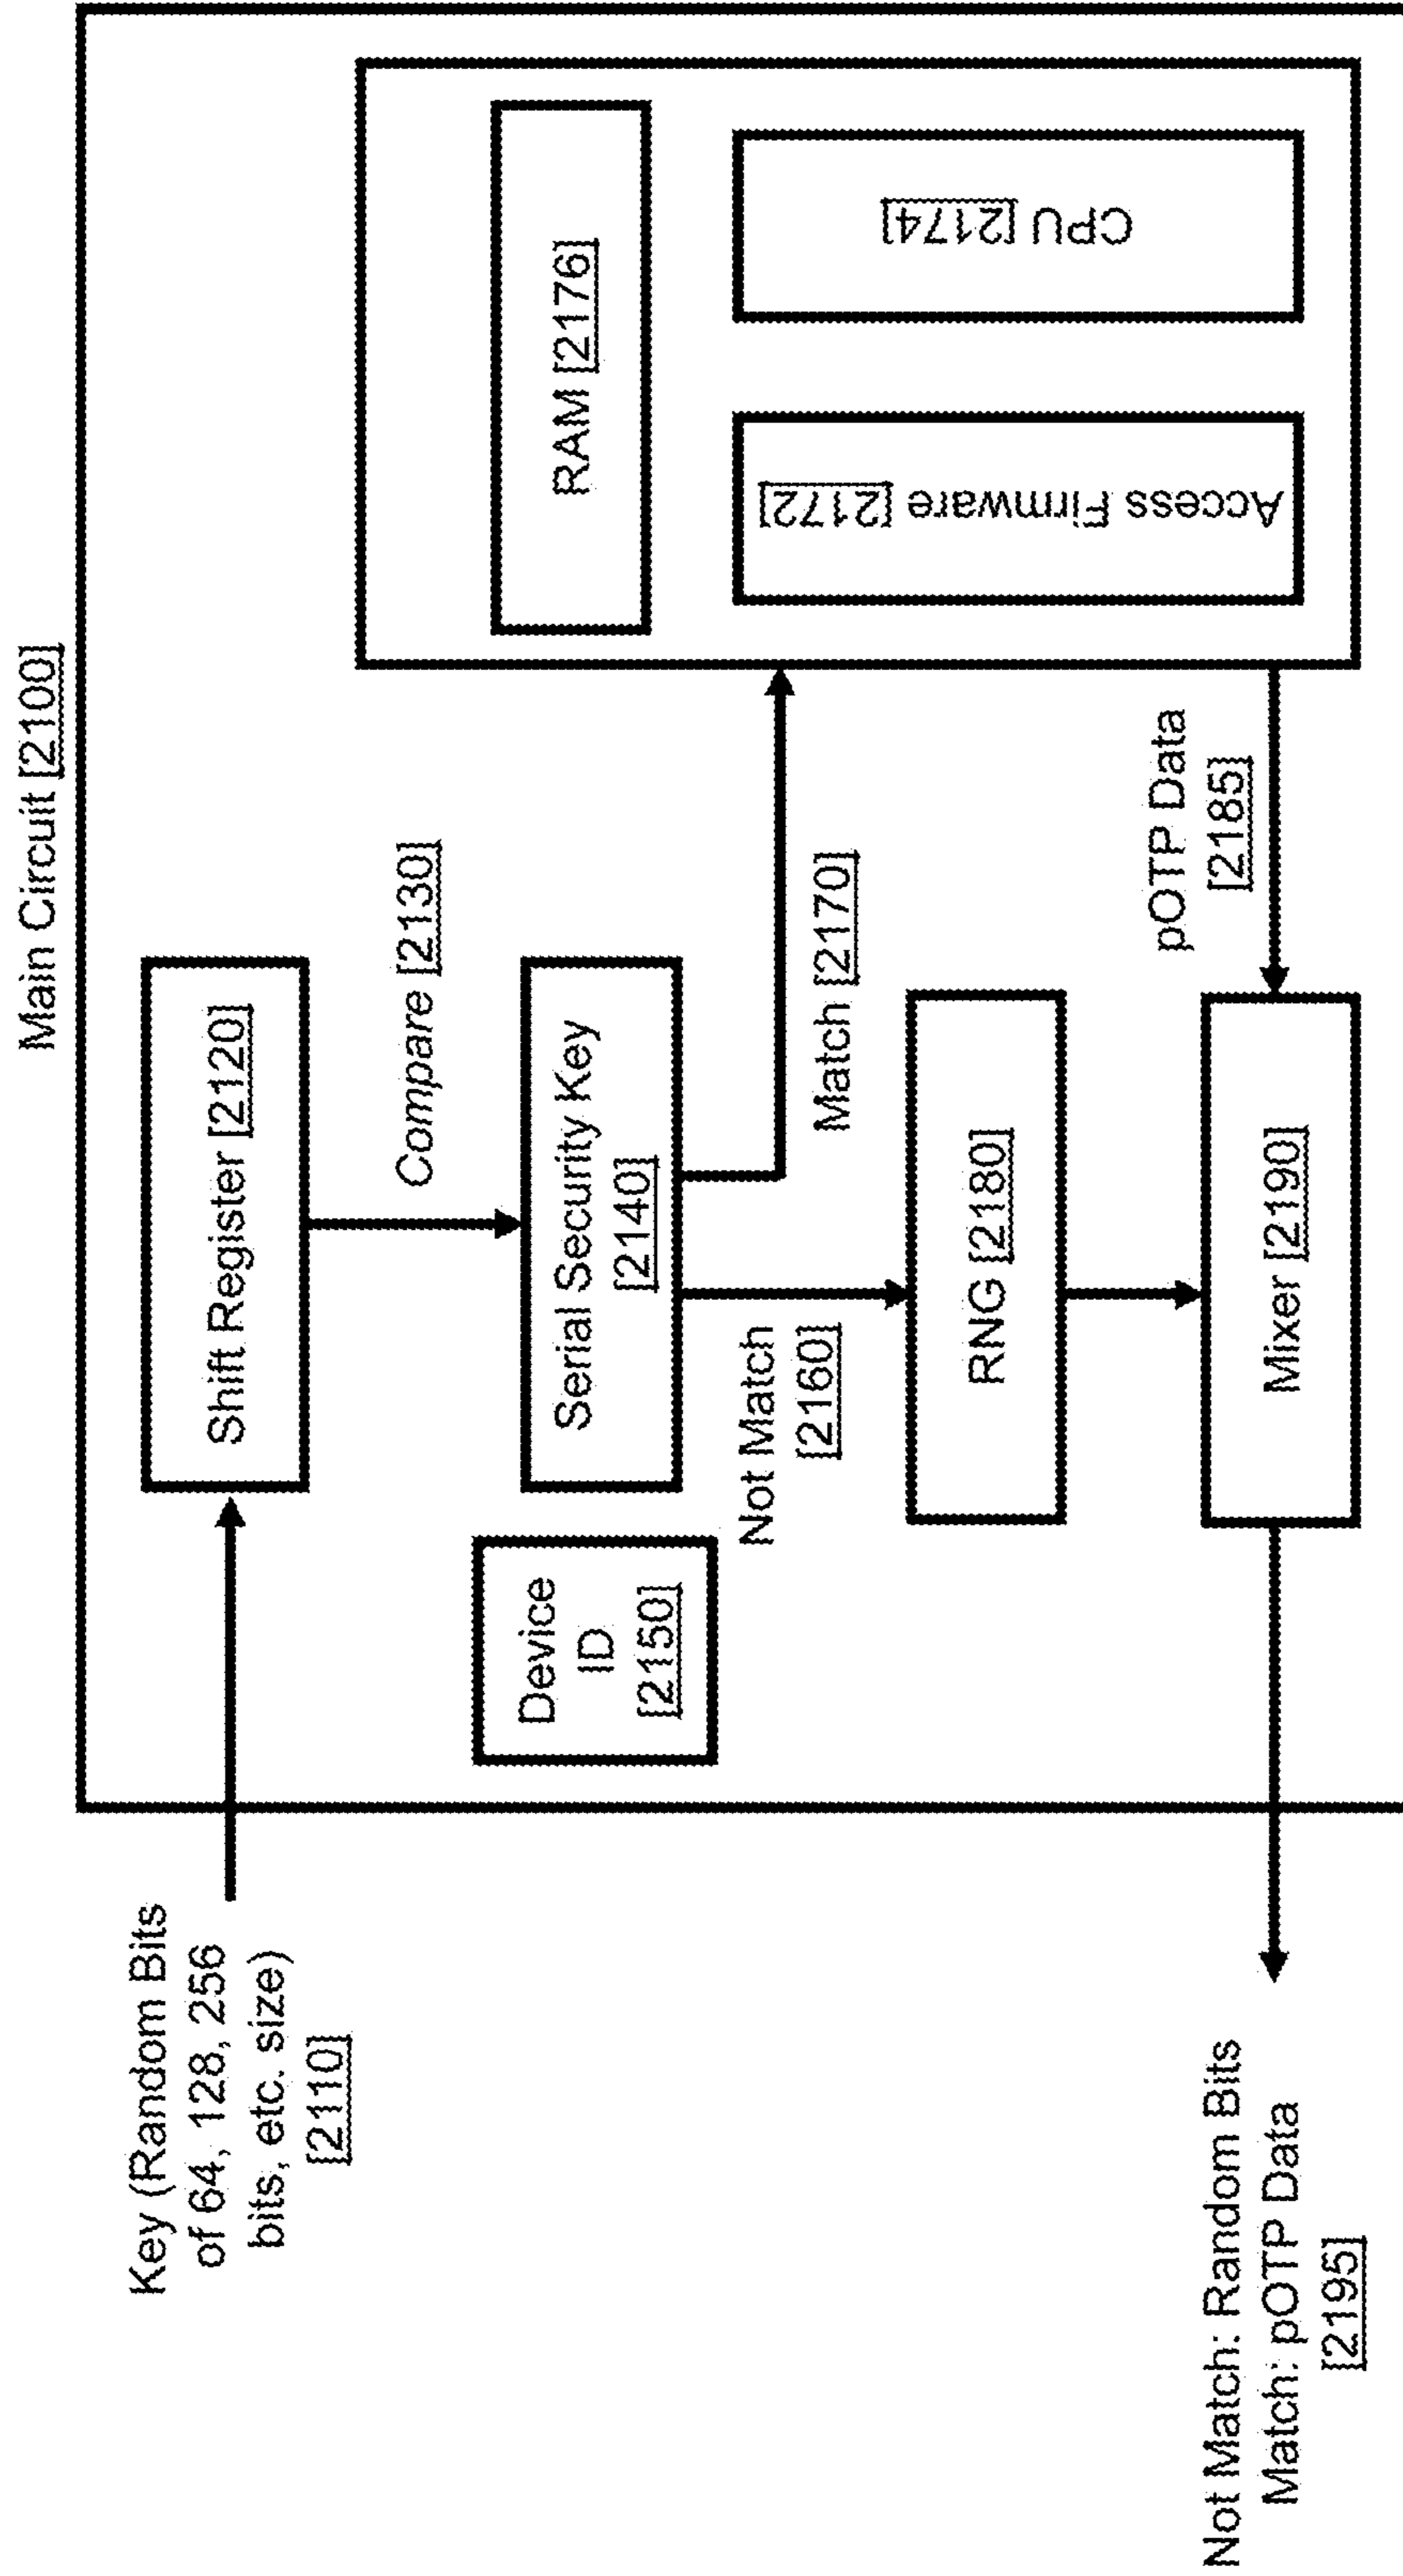 Main Circuit [2100]
Key (Random Bits
of 64, 128, 256
bits, etc. size)
[2110]
Shift Register [2120]
Compare [2130]
Device
ID
[2150]
Serial Security Key
[2140]
RAM [2176]
Not Match
[2160]
Match [2170]
Access Firmware [2172]
CPU [2174]
RNG [2180]
pOTP Data
[2185]
Mixer [2190]
Not Match: Random Bits
Match: pOTP Data
[2195]